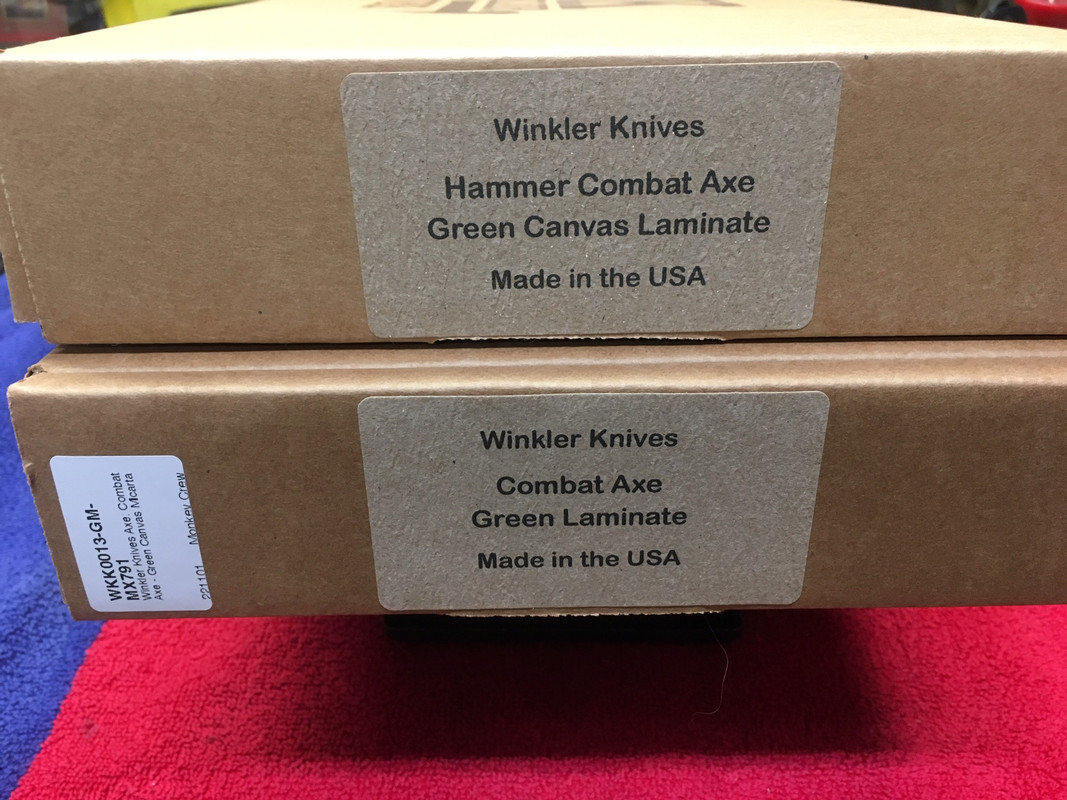 Winkler Knives
Hammer Combat Axe
Green Canvas Laminate
Made in the USA
Winkler Knives
Combat Axe
Green Laminate
Made in the USA
WKK0013-GM-
MX791
Winkler Knives Axe. Combat
Axe - Green Canvas Micarta
221101 Monkey Crew